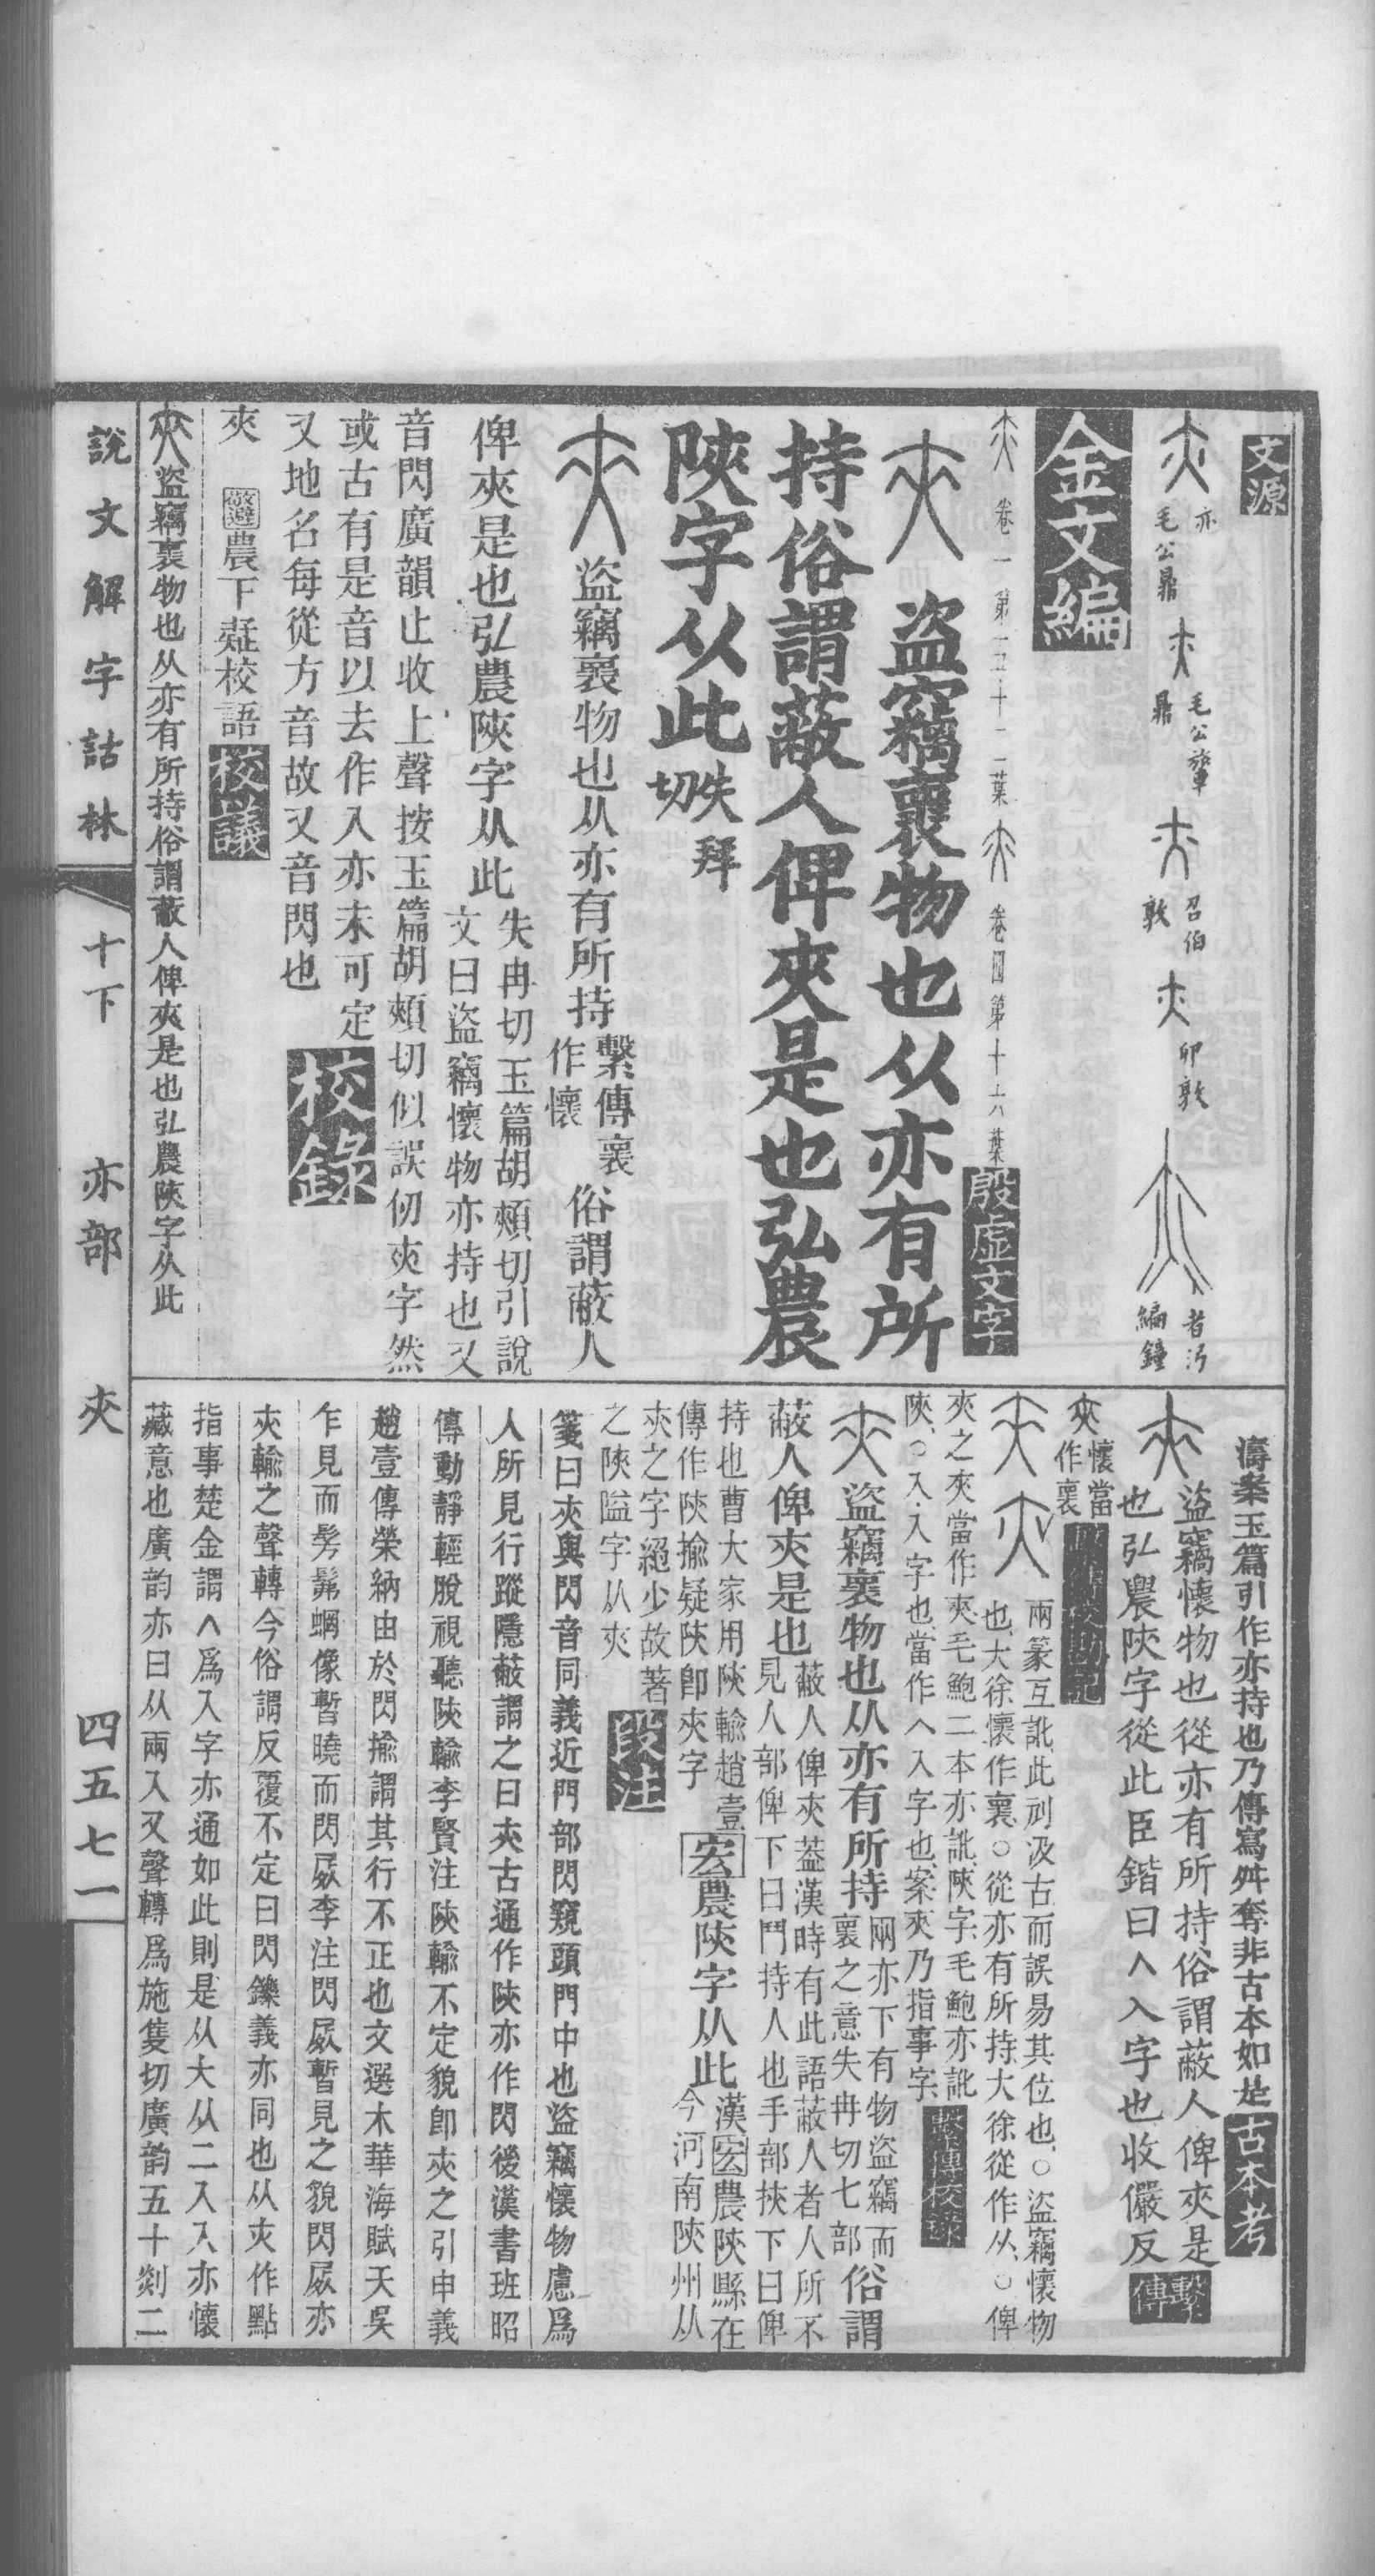 文源
亦 毛公鼎
毛公肇鼎
召伯敦
卯敦
者汈編鐘
金文編
卷一第一五十二葉
卷四第十六葉
殷虛文字
盜竊褱物也从亦有所
持俗謂蔽人俾夾是也弘農
陝字从此失拜切
盜竊褱物也从亦有所持繫傳褱作懷俗謂蔽人
俾夾是也弘農陝字从此失冉切玉篇胡頰切引說文曰盜竊懷物亦持也又
音閃廣韻止收上聲按玉篇胡頰切似誤仞夾字然
或古有是音以去作入亦未可定
又地名每從方音故又音閃也校錄
夾 敬避農下疑校語校議
盜竊褱物也从亦有所持俗謂蔽人俾夾是也弘農陝字从此
濤案玉篇引作亦持也乃傳寫舛奪非古本如是古本考
盜竊懷物也從亦有所持俗謂蔽人俾夾是
也弘農陝字從此臣鍇曰入入字也收儼反繫傳
夾懷當作褱繫傳校勘記
兩篆互訛此刓汲古而誤易其位也○盜竊懷物
也大徐懷作褱○從亦有所持大徐從作从○俾
夾之夾當作夾毛鮑二本亦訛陝字毛鮑亦訛
陝○入入字也當作入入字也案夾乃指事字繫傳校錄
盜竊褱物也从亦有所持兩亦下有物盜竊而褱之意失冉切七部俗謂
蔽人俾夾是也蔽人俾夾葢漢時有此語蔽人者人所不見人部俾下曰門持人也手部挾下曰俾
持也曹大家用陝輸趙壹
傳作陝揄疑陝卽夾字宏農陝字从此漢宏農陝縣在今河南陝州从
夾之字絕少故著
之陝隘字从夾段注
箋曰夾與閃音同義近門部閃窺頭門中也盜竊懷物慮爲
人所見行蹤隱蔽謂之曰夾古通作陝亦作閃後漢書班昭
傳動靜輕脫視聽陝輸李賢注陝輸不定貌卽夾之引申義
趙壹傳榮納由於閃揄謂其行不正也文選木華海賦天吳
乍見而髣髴蝄像暫曉而閃屍李注閃屍暫見之貌閃屍亦
夾輸之聲轉今俗謂反覆不定曰閃鑠義亦同也从夾作點
指事楚金謂入爲入字亦通如此則是从大从二入入亦懷
藏意也廣韵亦曰从兩入又聲轉爲施隻切廣韵五十剡二
說文解字詁林
十下 亦部 夾
四五七一